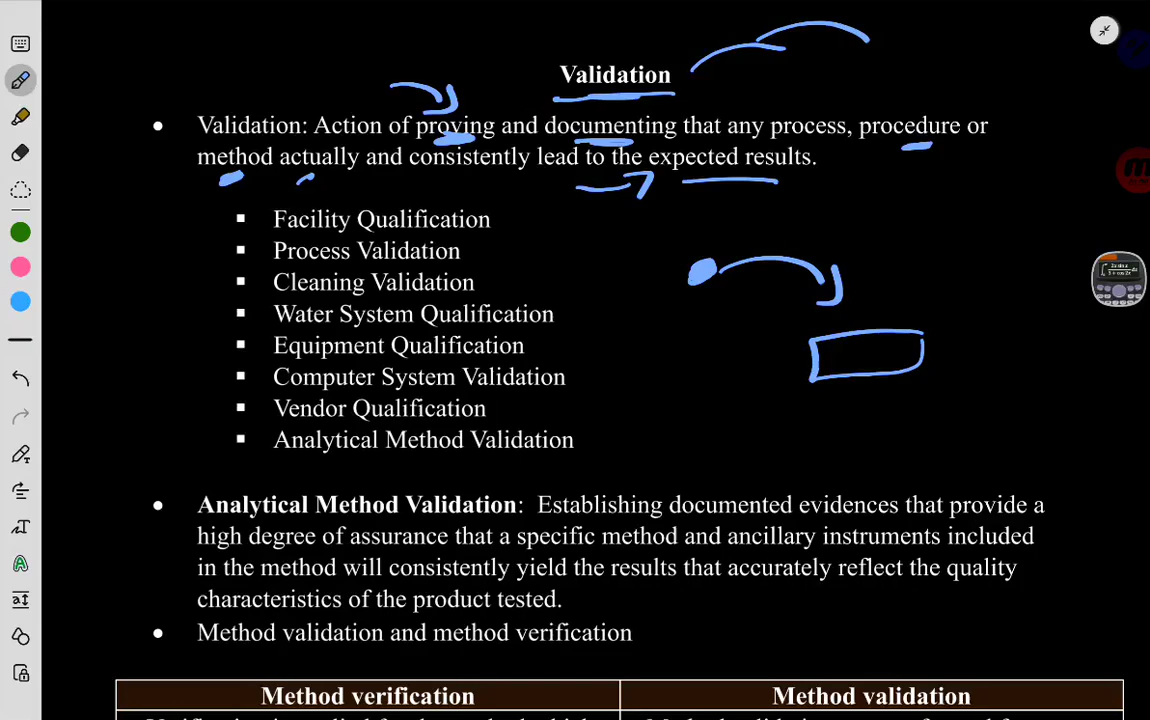 Validation
• Validation: Action of proving and documenting that any process, procedure or
method actually and consistently lead to the expected results.
▪ Facility Qualification
▪ Process Validation
▪ Cleaning Validation
▪ Water System Qualification
▪ Equipment Qualification
▪ Computer System Validation
▪ Vendor Qualification
▪ Analytical Method Validation
• Analytical Method Validation: Establishing documented evidences that provide a
high degree of assurance that a specific method and ancillary instruments included
in the method will consistently yield the results that accurately reflect the quality
characteristics of the product tested.
• Method validation and method verification
Method verification Method validation